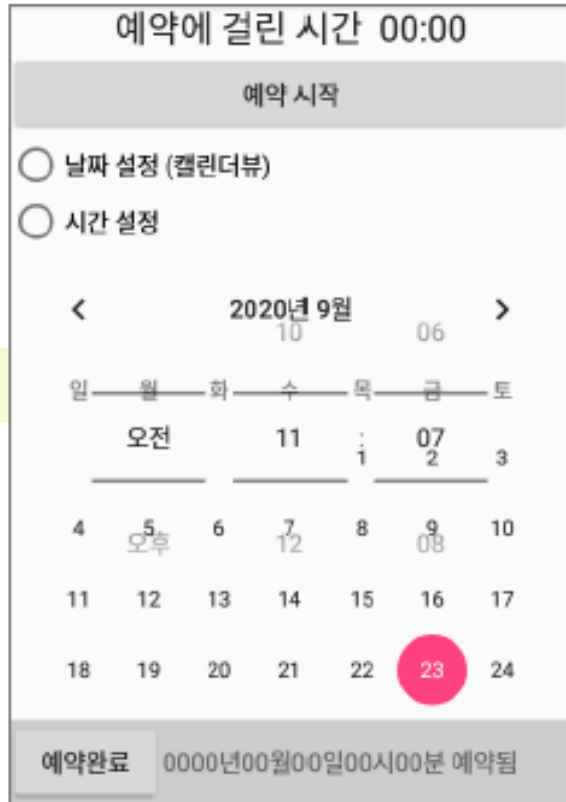 예약에 걸린 시간 00:00
예약 시작
날짜 설정 (캘린더뷰)
시간 설정
2020년 9월
10 06
일 월 화 수 목 금 토
오전 11 : 07
1 2 3
4 5 6 7 8 9 10
오후 12 08
11 12 13 14 15 16 17
18 19 20 21 22 23 24
예약완료 0000년00월00일00시00분 예약됨